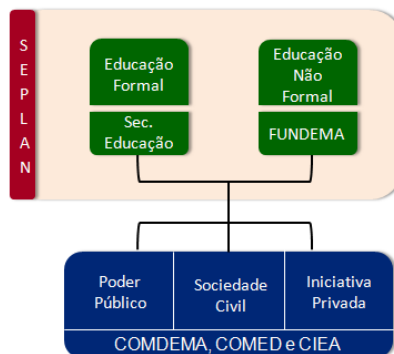 SEPLAN
Educação
Formal
Sec.
Educação
Educação
Não
Formal
FUNDEMA
Poder
Público
Sociedade
Civil
Iniciativa
Privada
COMDEMA, COMED e CIEA